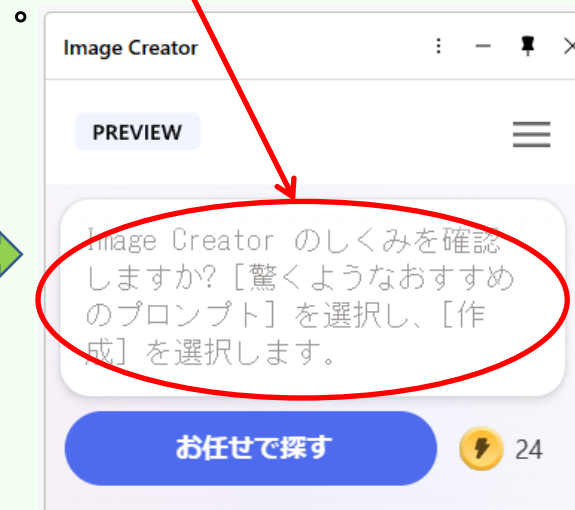 。
Image Creator
PREVIEW
Image Creator のしくみを確認
しますか? [驚くようなおすすめ
のプロンプト] を選択し、[作
成] を選択します。
お任せで探す
24